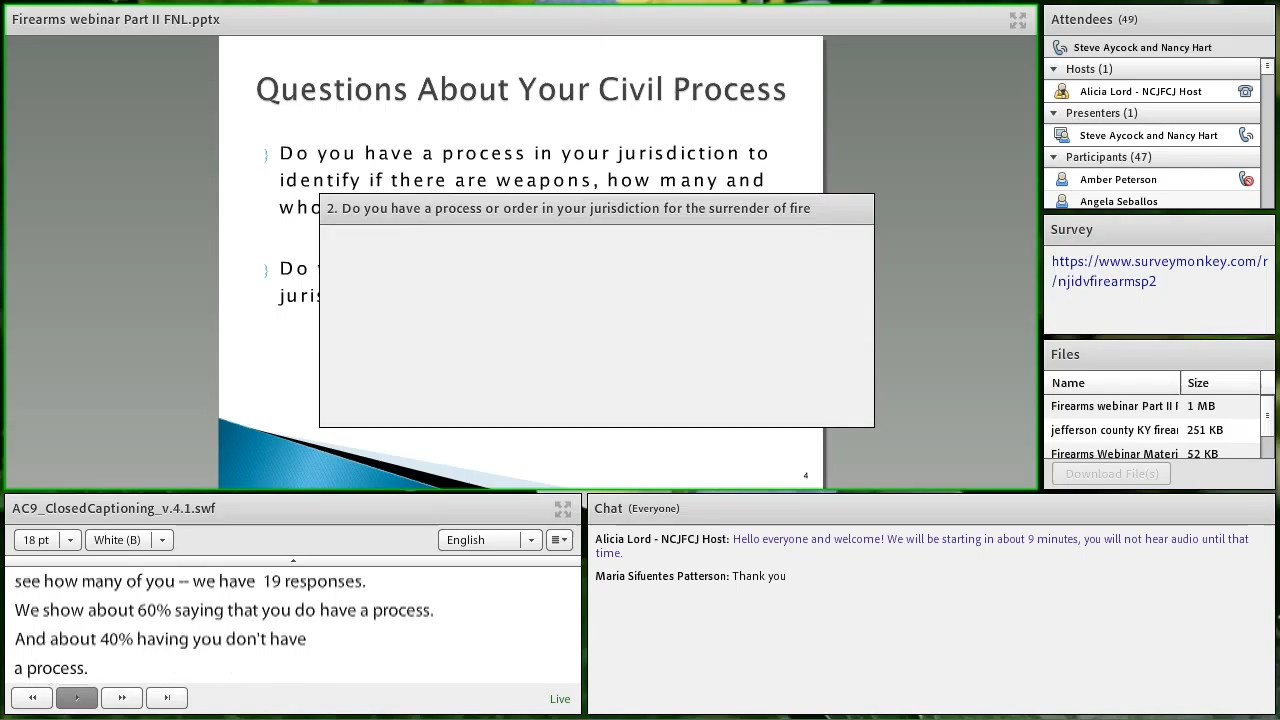 Firearms webinar Part II FNL.pptx
Questions About Your Civil Process
Do you have a process in your jurisdiction to
identify if there are weapons, how many and
who
2. Do you have a process or order in your jurisdiction for the surrender of fire
Do
juris
4
Attendees (49)
Steve Aycock and Nancy Hart
Hosts (1)
Alicia Lord - NCJFCJ Host
Presenters (1)
Steve Aycock and Nancy Hart
Participants (47)
Amber Peterson
Angela Seballos
Survey
https://www.surveymonkey.com/r
/njidvfirearmsp2
Files
Name Size
Firearms webinar Part II F 1 MB
jefferson county KY firear 251 KB
Firearms Webinar Materi 52 KB
Download File(s)
AC9_ClosedCaptioning_v.4.1.swf
18 pt White (B) English
see how many of you -- we have 19 responses.
We show about 60% saying that you do have a process.
And about 40% having you don't have
a process.
Live
Chat (Everyone)
Alicia Lord - NCJFCJ Host: Hello everyone and welcome! We will be starting in about 9 minutes, you will not hear audio until that
time.
Maria Sifuentes Patterson: Thank you